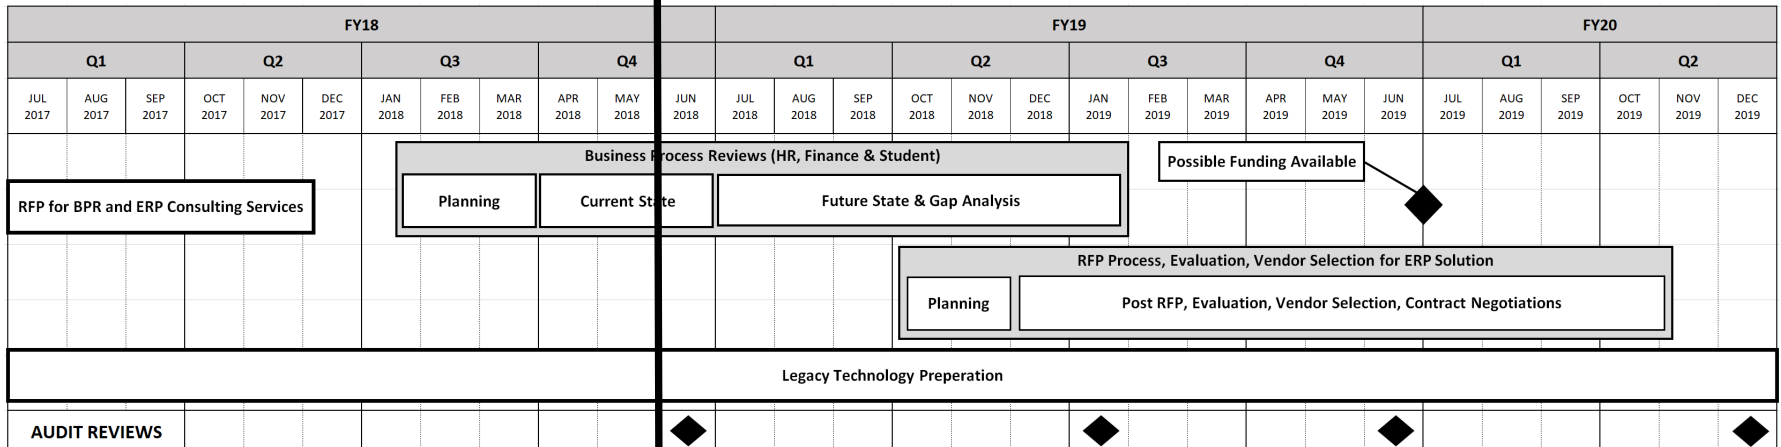 FY18 FY19 FY20
Q1 Q2 Q3 Q4 Q1 Q2 Q3 Q4 Q1 Q2
JUL AUG SEP OCT NOV DEC JAN FEB MAR APR MAY JUN JUL AUG SEP OCT NOV DEC JAN FEB MAR APR MAY JUN JUL AUG SEP OCT NOV DEC
2017 2017 2017 2017 2017 2017 2018 2018 2018 2018 2018 2018 2018 2018 2018 2018 2018 2018 2019 2019 2019 2019 2019 2019 2019 2019 2019 2019 2019 2019
Business Process Reviews (HR, Finance & Student)
Possible Funding Available
RFP for BPR and ERP Consulting Services
Planning
Current State
Future State & Gap Analysis
RFP Process, Evaluation, Vendor Selection for ERP Solution
Planning
Post RFP, Evaluation, Vendor Selection, Contract Negotiations
Legacy Technology Preperation
AUDIT REVIEWS